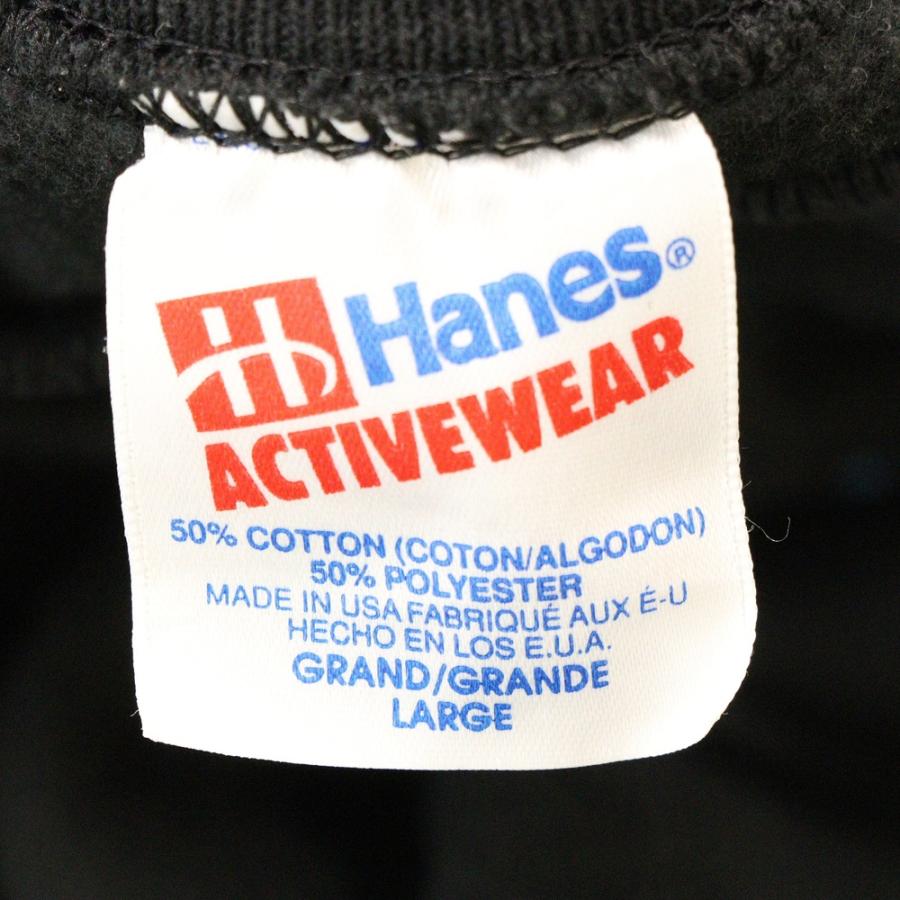 Hanes®
ACTIVEWEAR
50% COTTON (COTON/ALGODON)
50% POLYESTER
MADE IN USA FABRIQUÉ AUX É-U
HECHO EN LOS E.U.A.
GRAND/GRANDE
LARGE